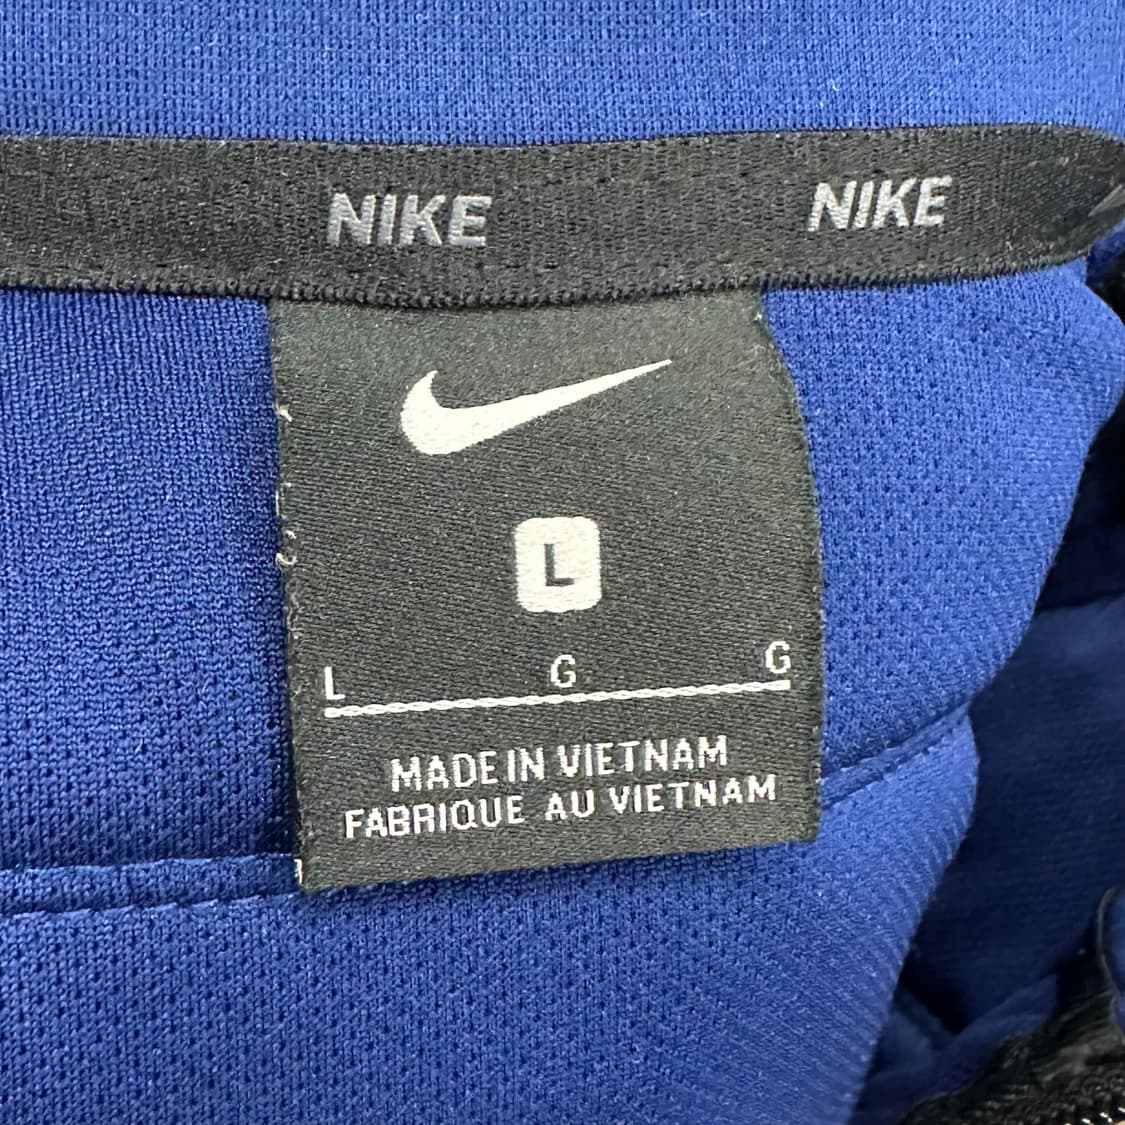 NIKE NIKE
L
L G G
MADE IN VIETNAM
FABRIQUE AU VIETNAM